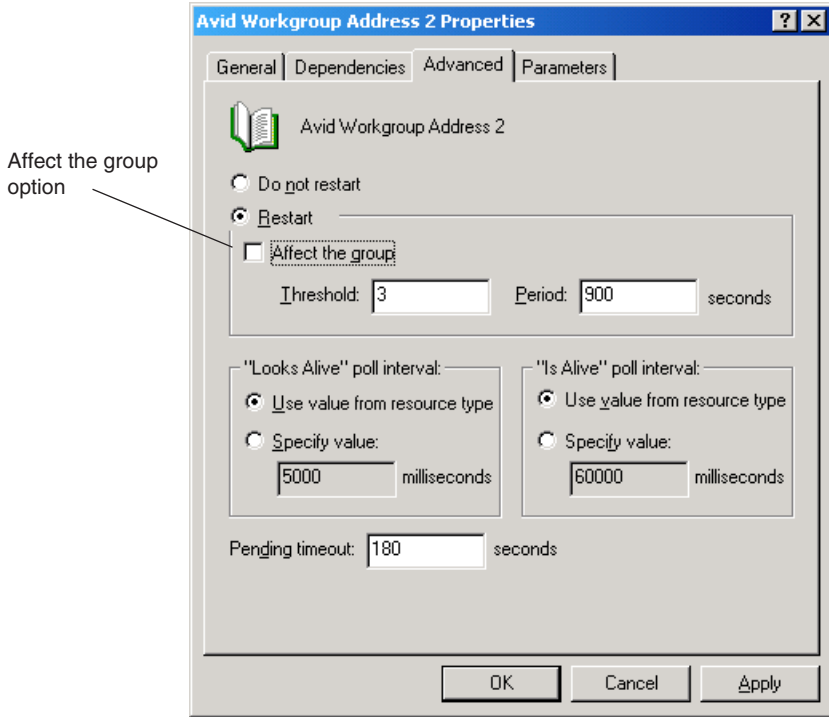 Avid Workgroup Address 2 Properties
General Dependencies Advanced Parameters
Avid Workgroup Address 2
Affect the group
option
Do not restart
Restart
Affect the group
Threshold: 3 Period: 900 seconds
"Looks Alive" poll interval:
Use value from resource type
Specify value:
5000 milliseconds
"Is Alive" poll interval:
Use value from resource type
Specify value:
60000 milliseconds
Pending timeout: 180 seconds
OK Cancel Apply